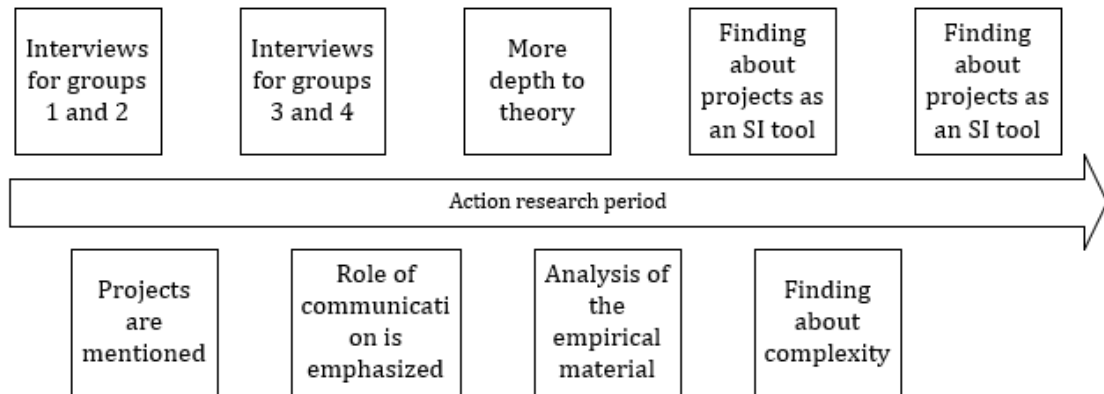 Interviews
for groups
1 and 2
Interviews
for groups
3 and 4
More
depth to
theory
Finding
about
projects as
an SI tool
Finding
about
projects as
an SI tool
Action research period
Projects
are
mentioned
Role of
communicati
on is
emphasized
Analysis of
the
empirical
material
Finding
about
complexity